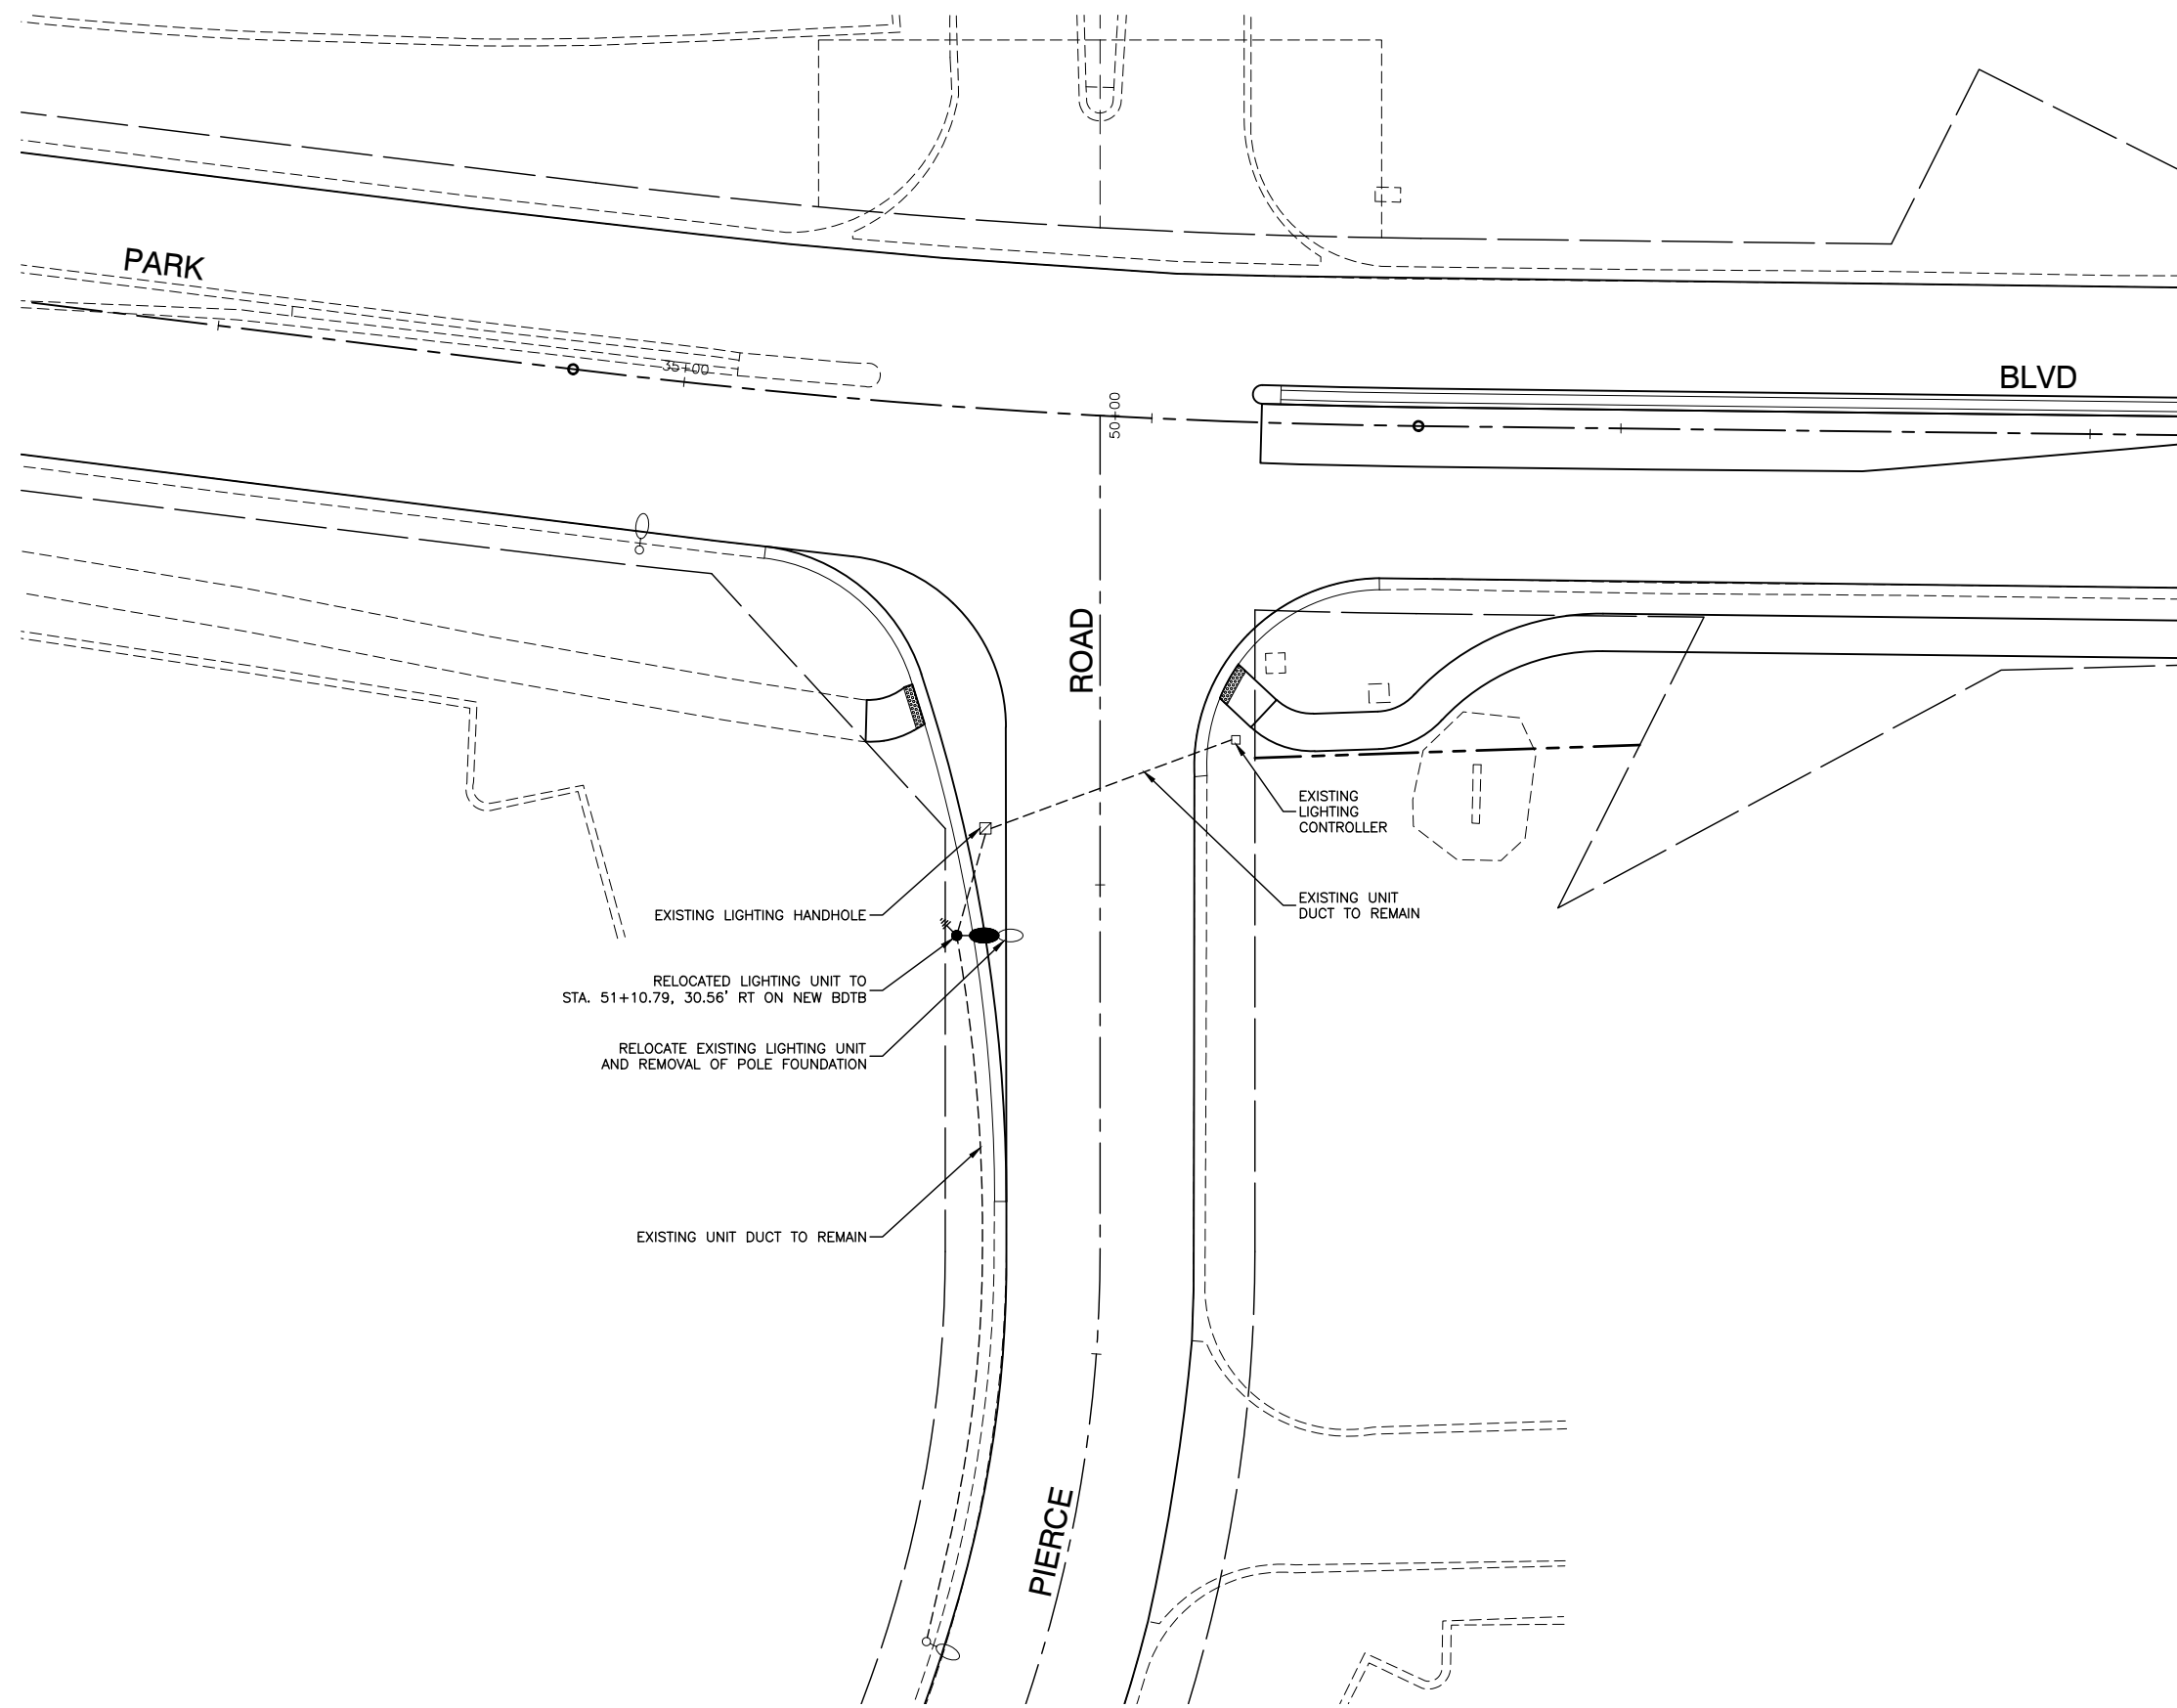 PARK
35+00
50+00
BLVD
ROAD
EXISTING
LIGHTING
CONTROLLER
EXISTING LIGHTING HANDHOLE
EXISTING UNIT
DUCT TO REMAIN
RELOCATED LIGHTING UNIT TO
STA. 51+10.79, 30.56' RT ON NEW BDTB
RELOCATE EXISTING LIGHTING UNIT
AND REMOVAL OF POLE FOUNDATION
EXISTING UNIT DUCT TO REMAIN
PIERCE